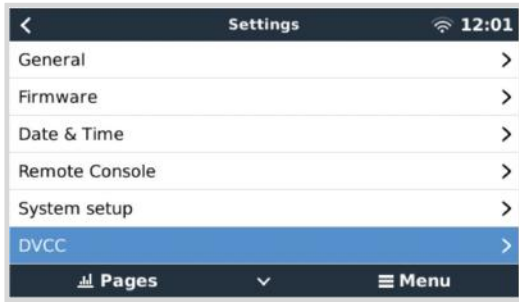 Settings 12:01
General
Firmware
Date & Time
Remote Console
System setup
DVCC
Pages Menu